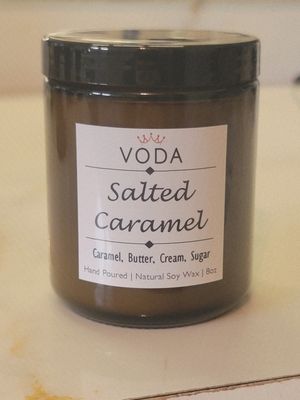 VODA
Salted
Caramel
Caramel, Butter, Cream, Sugar
Hand Poured | Natural Soy Wax | 8oz